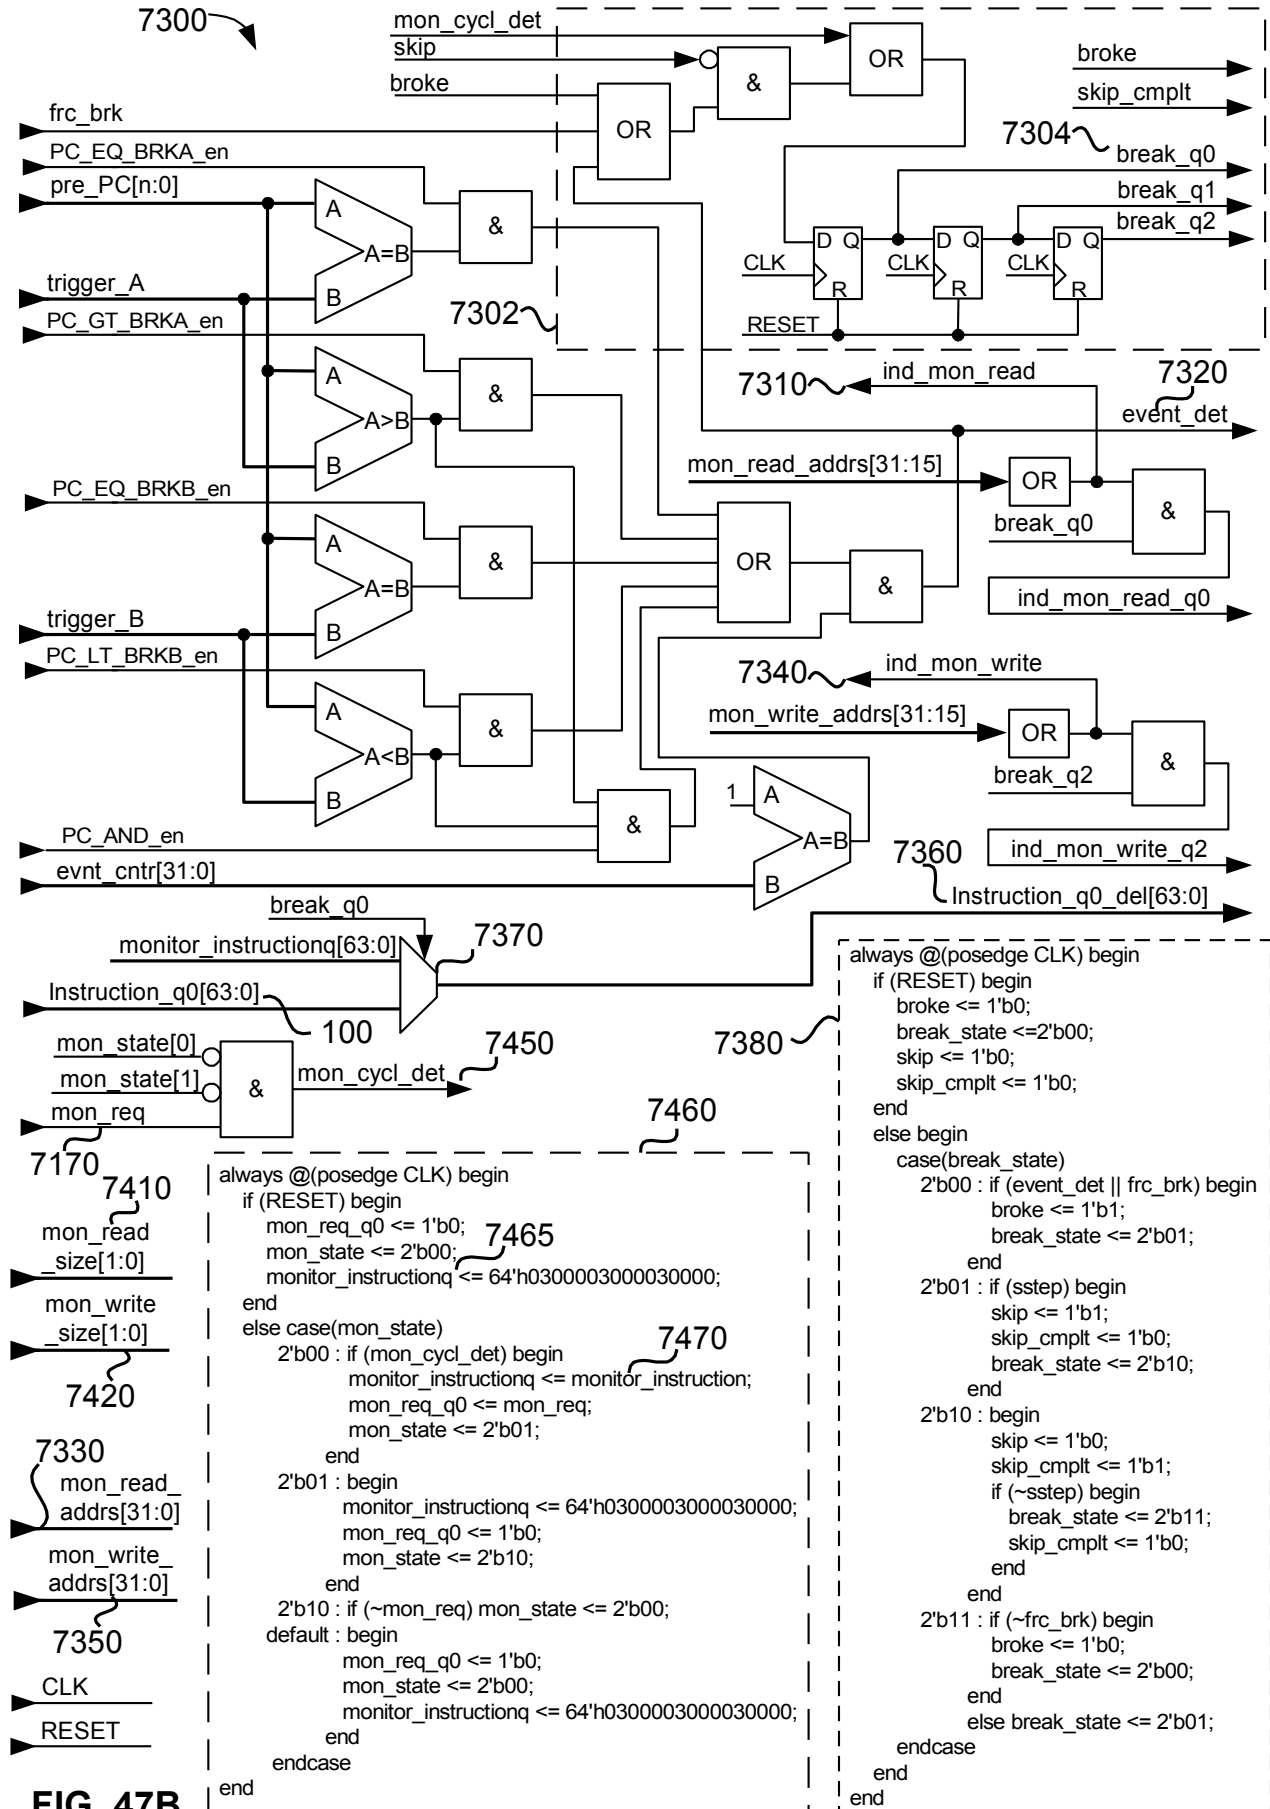 7300
mon_cycl_det
skip
broke
frc_brk
PC_EQ_BRKA_en
pre_PC[n:0]
trigger_A
PC_GT_BRKA_en
PC_EQ_BRKB_en
trigger_B
PC_LT_BRKB_en
PC_AND_en
evnt_cntr[31:0]
OR
&
OR
broke
skip_cmplt
7304
break_q0
break_q1
break_q2
D Q
CLK
R
D Q
CLK
R
D Q
CLK
R
RESET
7302
A
A=B
B
&
A
A>B
B
&
A
A=B
B
&
A
A<B
B
&
&
OR
&
1
A
A=B
B
7310
ind_mon_read
7320
event_det
mon_read_addrs[31:15]
OR
break_q0
&
ind_mon_read_q0
7340
ind_mon_write
mon_write_addrs[31:15]
OR
break_q2
&
ind_mon_write_q2
7360
Instruction_q0_del[63:0]
break_q0
monitor_instructionq[63:0]
7370
Instruction_q0[63:0]
100
mon_state[0]
mon_state[1]
mon_req
&
mon_cycl_det
7450
7170
7410
mon_read
_size[1:0]
mon_write
_size[1:0]
7420
7330
mon_read_
addrs[31:0]
mon_write_
addrs[31:0]
7350
CLK
RESET
FIG. 47B
7460
always @(posedge CLK) begin
if (RESET) begin
mon_req_q0 <= 1'b0;
mon_state <= 2'b00;
7465
monitor_instructionq <= 64'h0300003000030000;
end
else case(mon_state)
7470
2'b00 : if (mon_cycl_det) begin
monitor_instructionq <= monitor_instruction;
mon_req_q0 <= mon_req;
mon_state <= 2'b01;
end
2'b01 : begin
monitor_instructionq <= 64'h0300003000030000;
mon_req_q0 <= 1'b0;
mon_state <= 2'b10;
end
2'b10 : if (~mon_req) mon_state <= 2'b00;
default : begin
mon_req_q0 <= 1'b0;
mon_state <= 2'b00;
monitor_instructionq <= 64'h0300003000030000;
end
endcase
end
7380
always @(posedge CLK) begin
if (RESET) begin
broke <= 1'b0;
break_state <=2'b00;
skip <= 1'b0;
skip_cmplt <= 1'b0;
end
else begin
case(break_state)
2'b00 : if (event_det || frc_brk) begin
broke <= 1'b1;
break_state <= 2'b01;
end
2'b01 : if (sstep) begin
skip <= 1'b1;
skip_cmplt <= 1'b0;
break_state <= 2'b10;
end
2'b10 : begin
skip <= 1'b0;
skip_cmplt <= 1'b1;
if (~sstep) begin
break_state <= 2'b11;
skip_cmplt <= 1'b0;
end
end
2'b11 : if (~frc_brk) begin
broke <= 1'b0;
break_state <= 2'b00;
end
else break_state <= 2'b01;
endcase
end
end